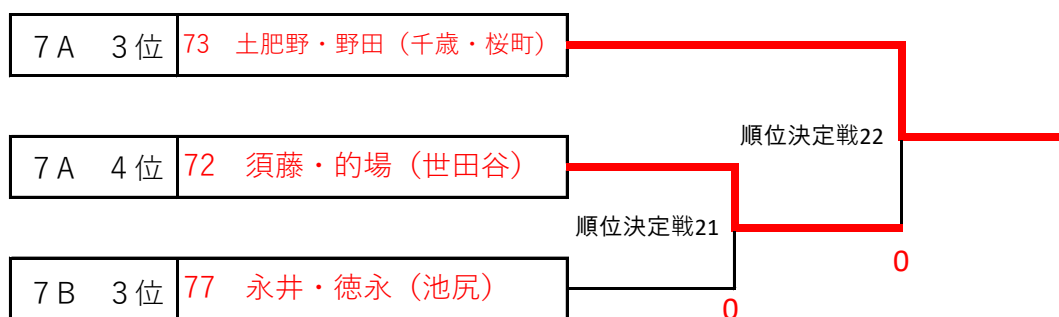 7A 3位 73 土肥野・野田（千歳・桜町）
順位決定戦22
7A 4位 72 須藤・的場（世田谷）
順位決定戦21
0
7B 3位 77 永井・徳永（池尻）
0